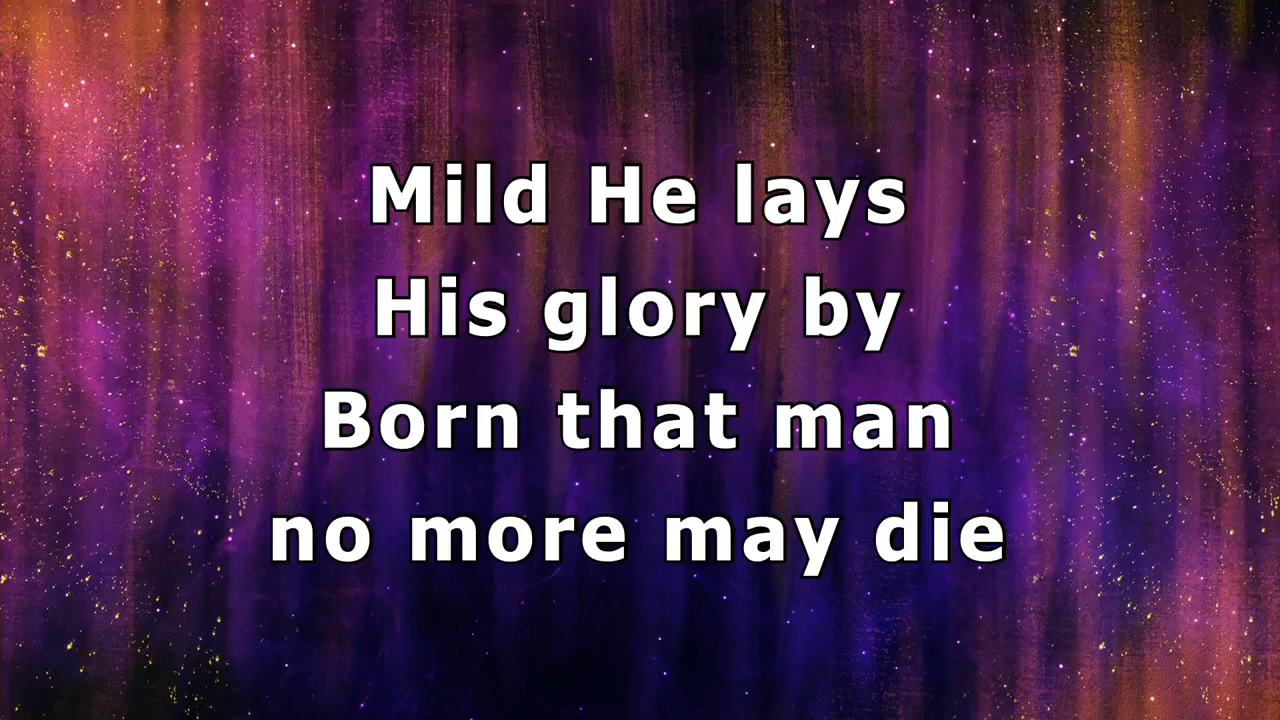 Mild He lays
His glory by
Born that man
no more may die